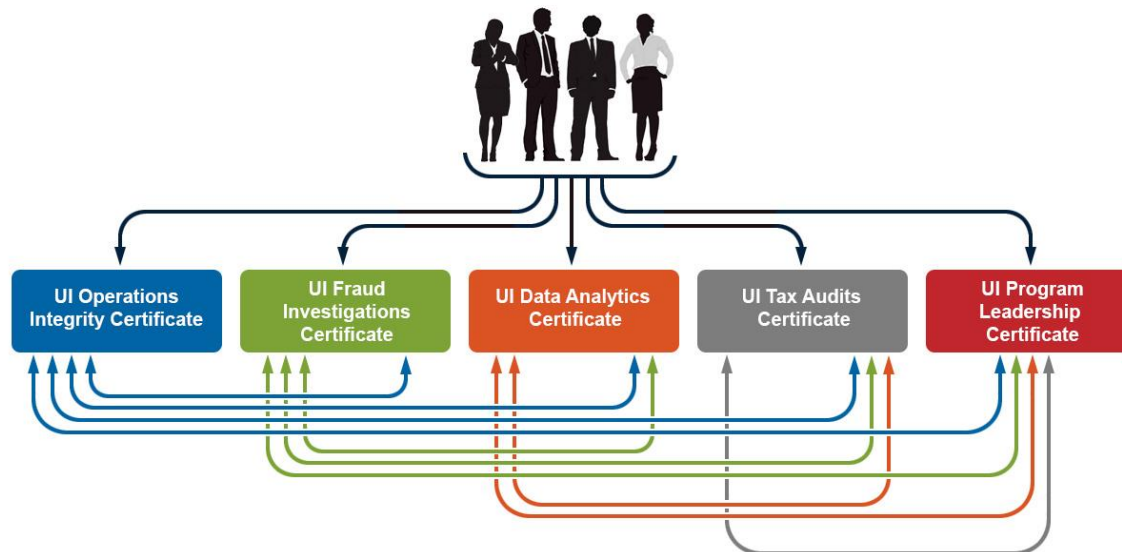 UI Operations
Integrity Certificate
UI Fraud
Investigations
Certificate
UI Data Analytics
Certificate
UI Tax Audits
Certificate
UI Program
Leadership
Certificate